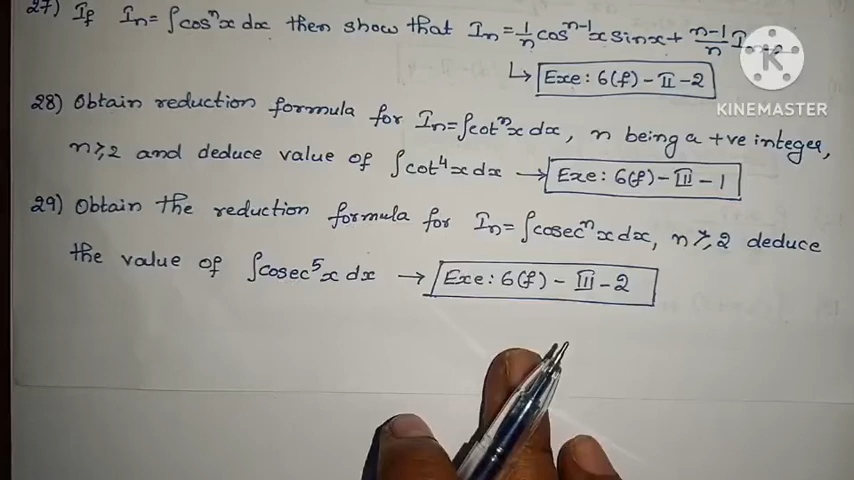 27) If Iₙ = ∫cosⁿx dx then show that Iₙ = 1/n cosⁿ⁻¹x sinx + n-1/n I
↳ Exe: 6(f) - II - 2
KINEMASTER
28) Obtain reduction formula for Iₙ = ∫cotⁿx dx, n being a +ve integer,
n ≥ 2 and deduce value of ∫cot⁴x dx → Exe: 6(f) - III - 1
29) Obtain the reduction formula for Iₙ = ∫cosecⁿx dx, n ≥ 2 deduce
the value of ∫cosec⁵x dx → Exe: 6(f) - III - 2